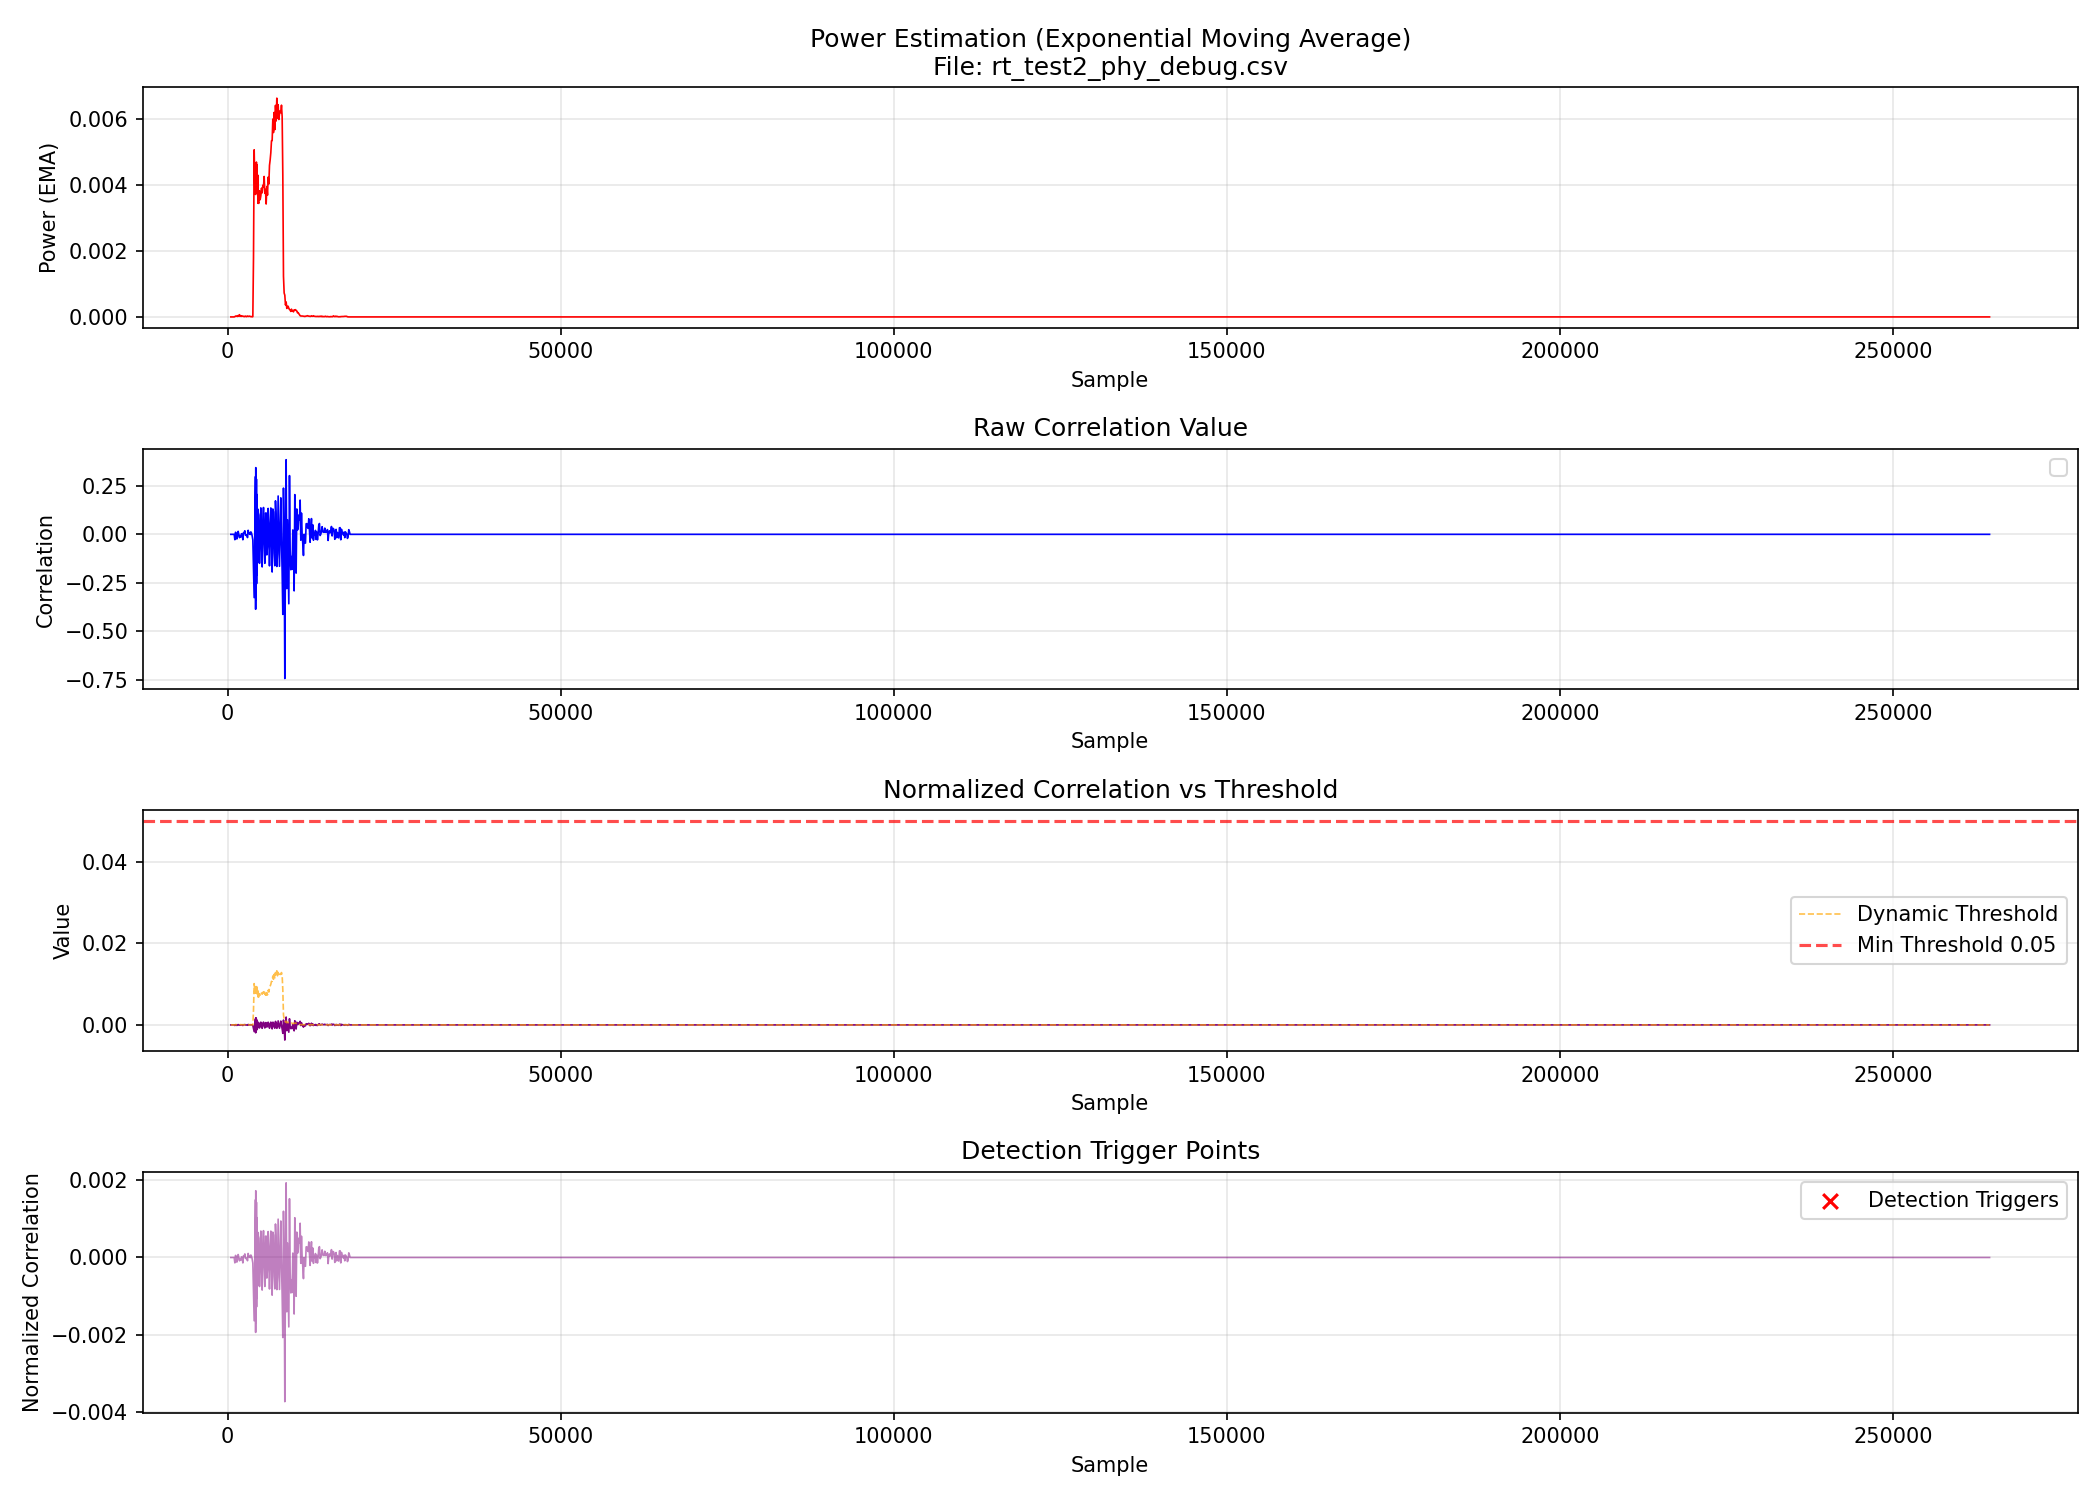 Power Estimation (Exponential Moving Average)
File: rt_test2_phy_debug.csv
Power (EMA)
0.006
0.004
0.002
0.000
0 50000 100000 150000 200000 250000
Sample
Raw Correlation Value
Correlation
0.25
0.00
−0.25
−0.50
−0.75
0 50000 100000 150000 200000 250000
Sample
Normalized Correlation vs Threshold
Value
0.04
0.02
0.00
Dynamic Threshold
Min Threshold 0.05
0 50000 100000 150000 200000 250000
Sample
Detection Trigger Points
Normalized Correlation
0.002
0.000
−0.002
−0.004
Detection Triggers
0 50000 100000 150000 200000 250000
Sample